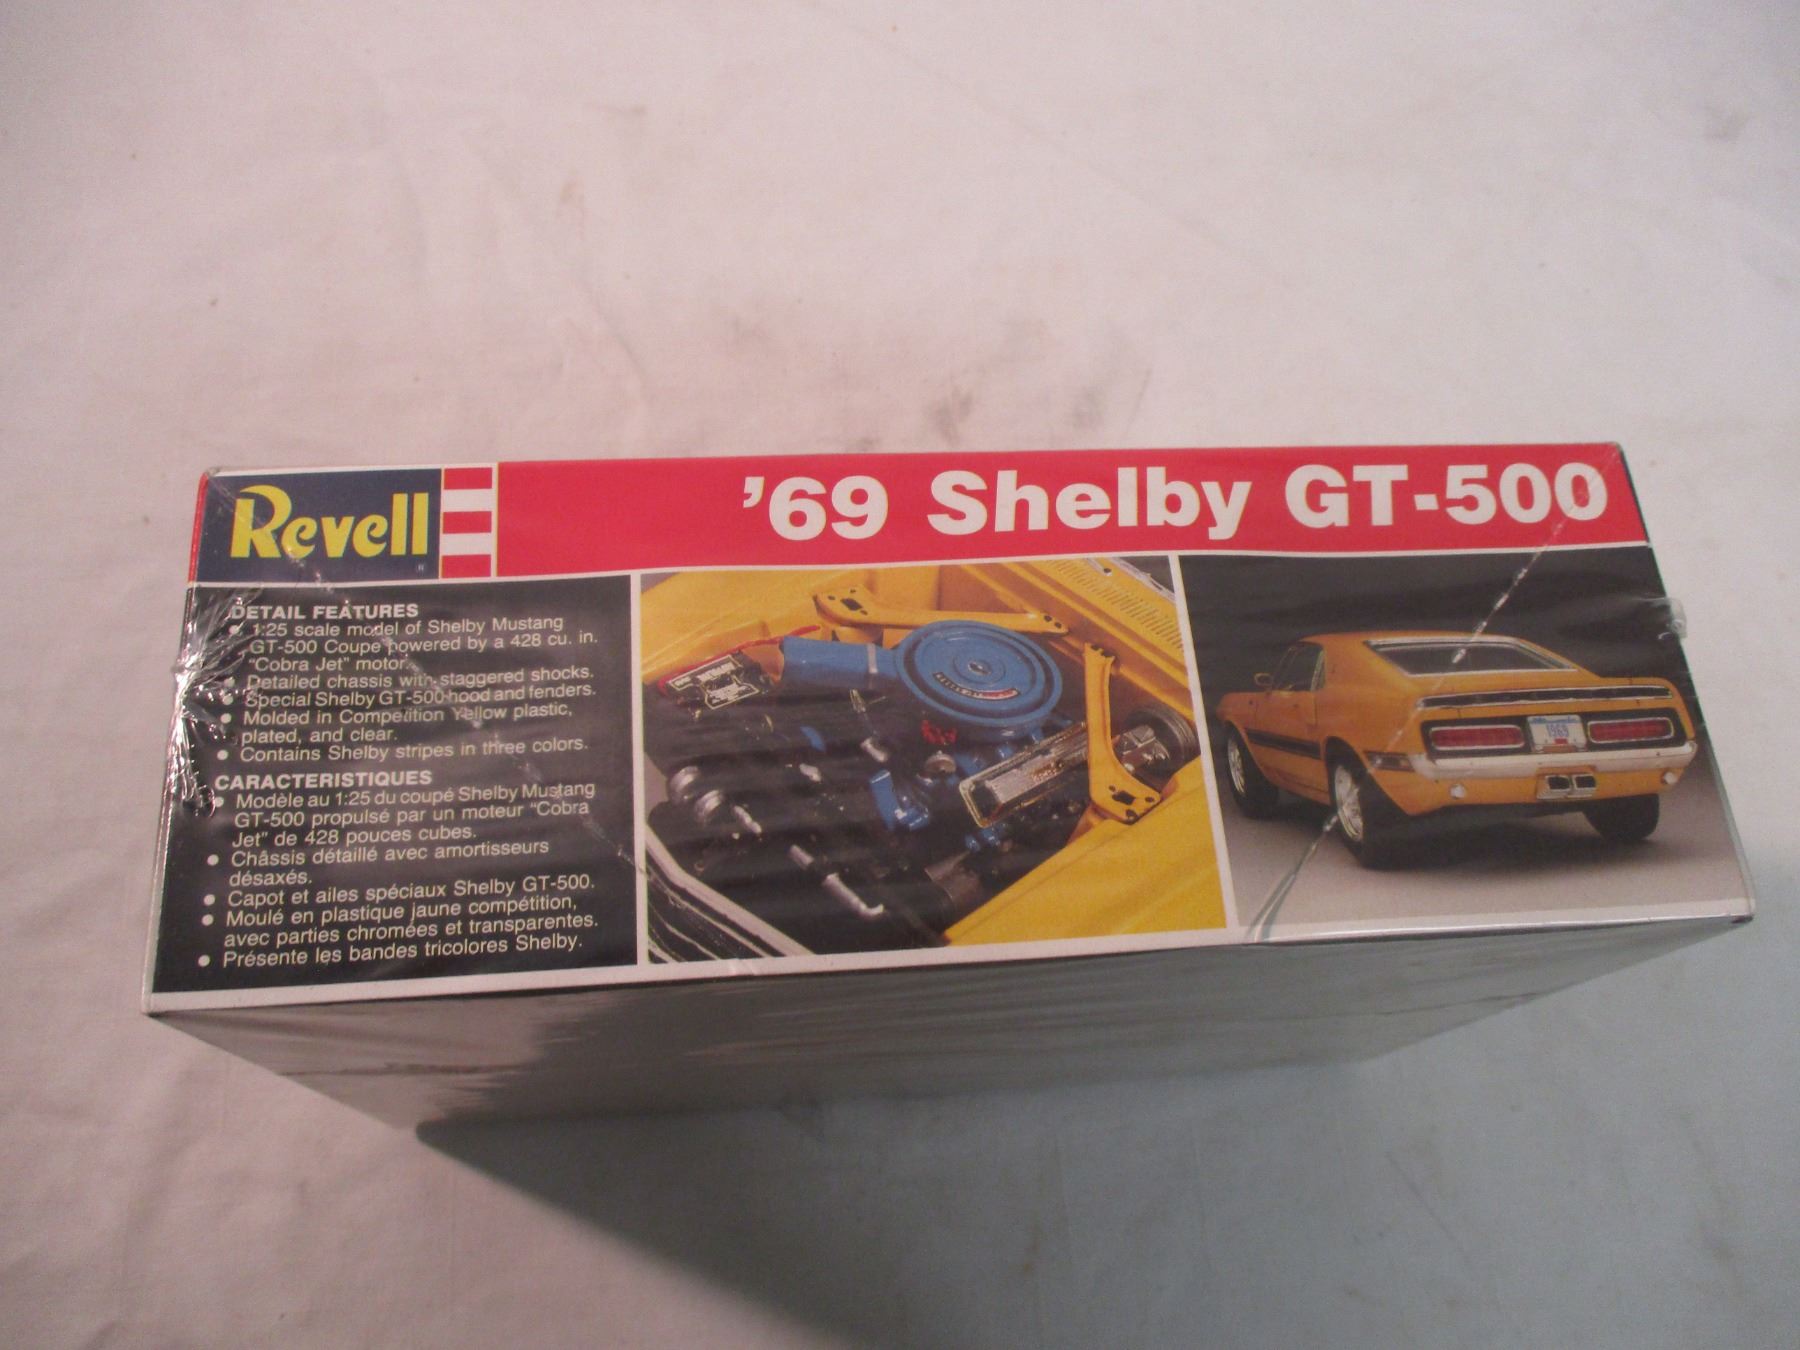 Revell
'69 Shelby GT-500
DETAIL FEATURES
• 1:25 scale model of Shelby Mustang
GT-500 Coupe powered by a 428 cu. in.
"Cobra Jet" motor.
• Detailed chassis with staggered shocks.
• Special Shelby GT-500 hood and fenders.
• Molded in Competition Yellow plastic,
plated, and clear.
• Contains Shelby stripes in three colors.
CARACTERISTIQUES
• Modèle au 1:25 du coupé Shelby Mustang
GT-500 propulsé par un moteur "Cobra
Jet" de 428 pouces cubes.
• Châssis détaillé avec amortisseurs
désaxés.
• Capot et ailes spéciaux Shelby GT-500.
• Moulé en plastique jaune compétition,
avec parties chromées et transparentes.
• Présente les bandes tricolores Shelby.